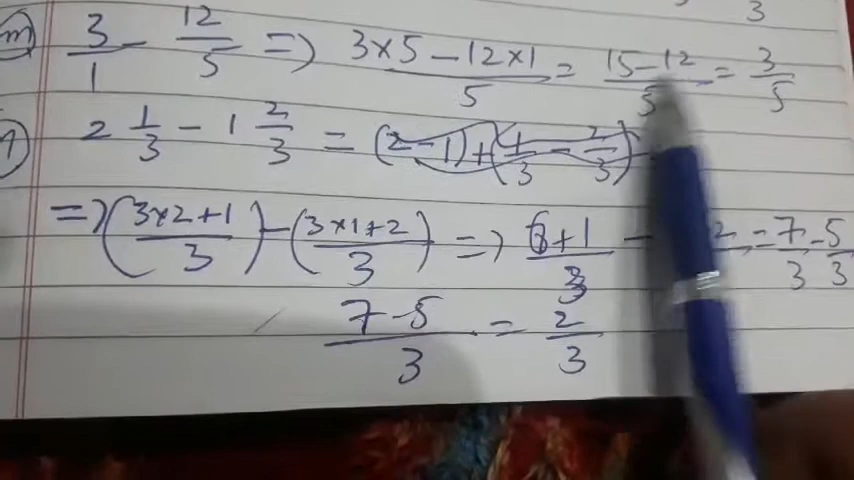 3
m) 3/1 - 12/5 => 3×5-12×1/5 = 15-12/5 = 3/5
2 1/3 - 1 2/3 = (2-1)+(1/3 - 2/3)
=> (3×2+1/3) - (3×1+2/3) => 6+1/3 - 2 = 7/3 - 5/3
7-5/3 = 2/3